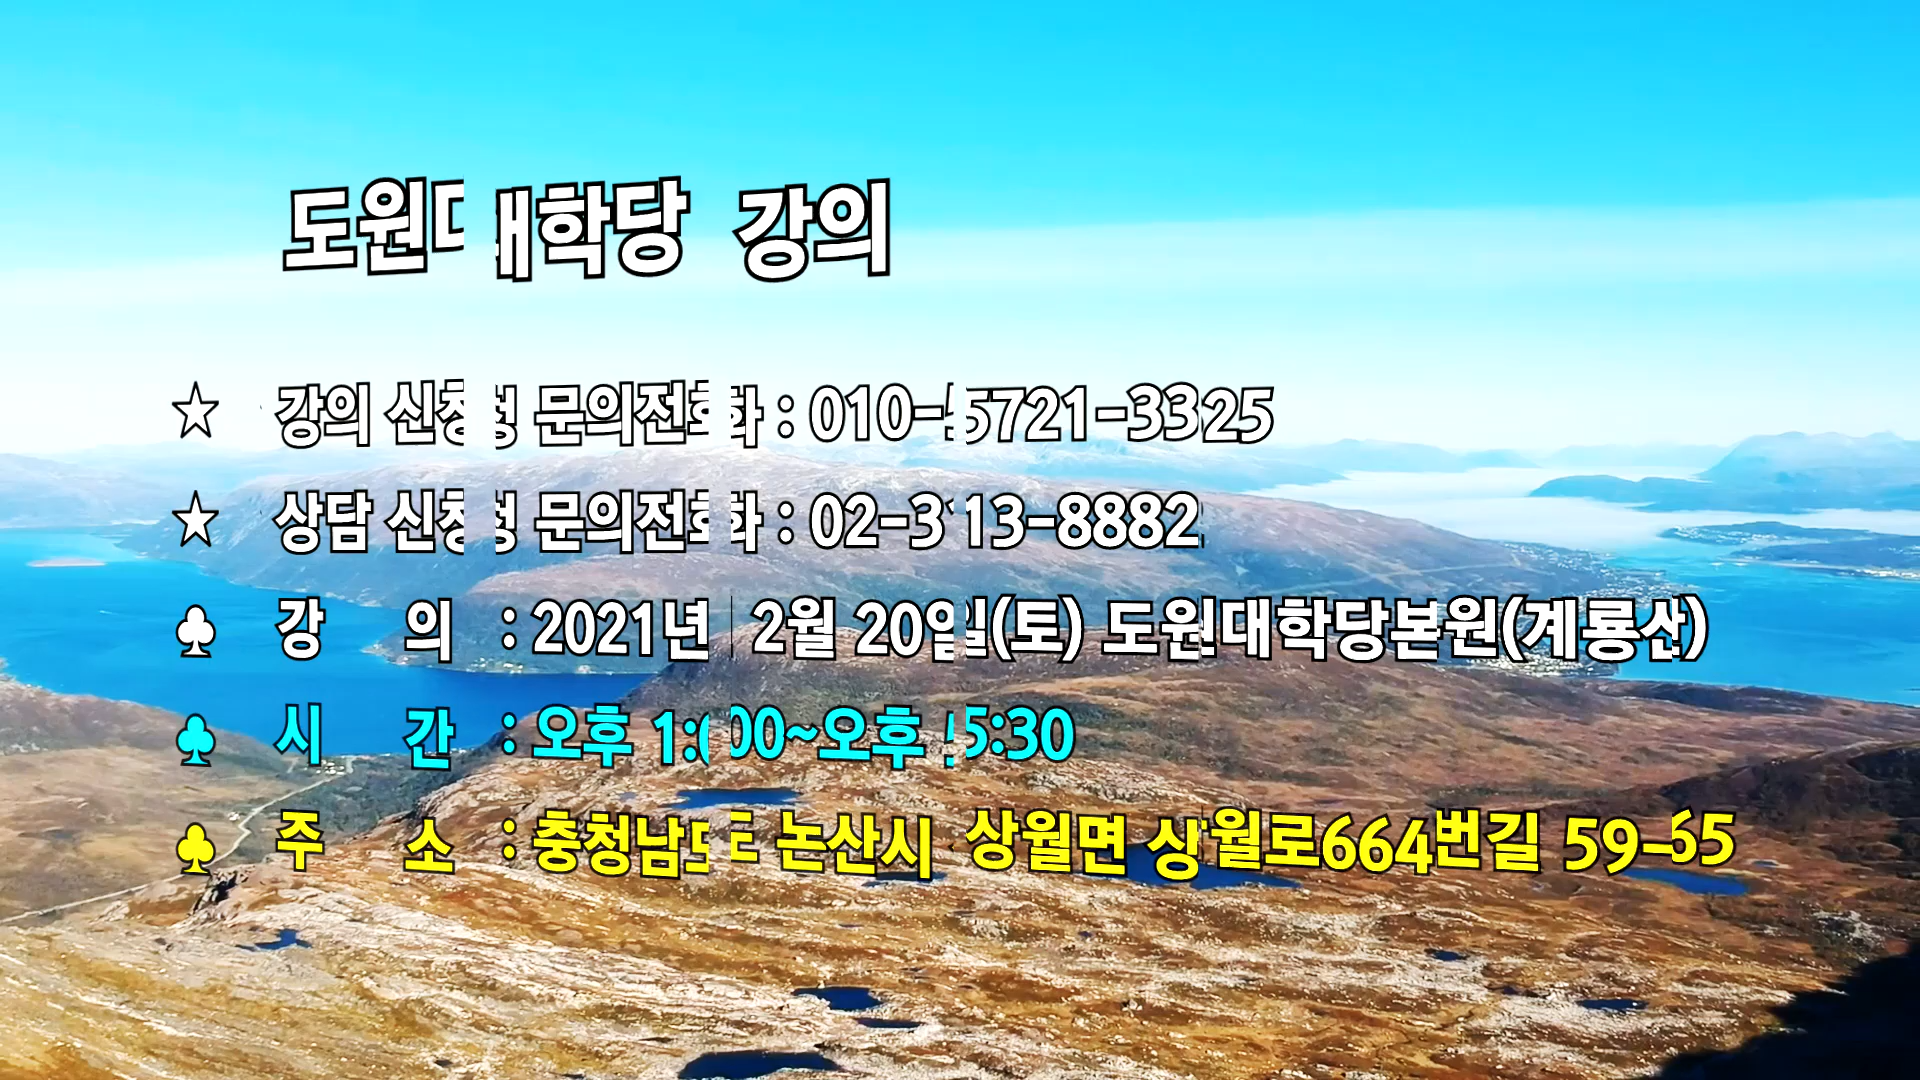 도원대학당 강의
★ 강의 신청 문의전화 : 010-5721-3325
★ 상담 신청 문의전화 : 02-313-8882
♣ 강 의 : 2021년 2월 20일(토) 도원대학당본원(계룡산)
♣ 시 간 : 오후 1:00~오후 5:30
♣ 주 소 : 충청남도 논산시 상월면 상월로664번길 59-65